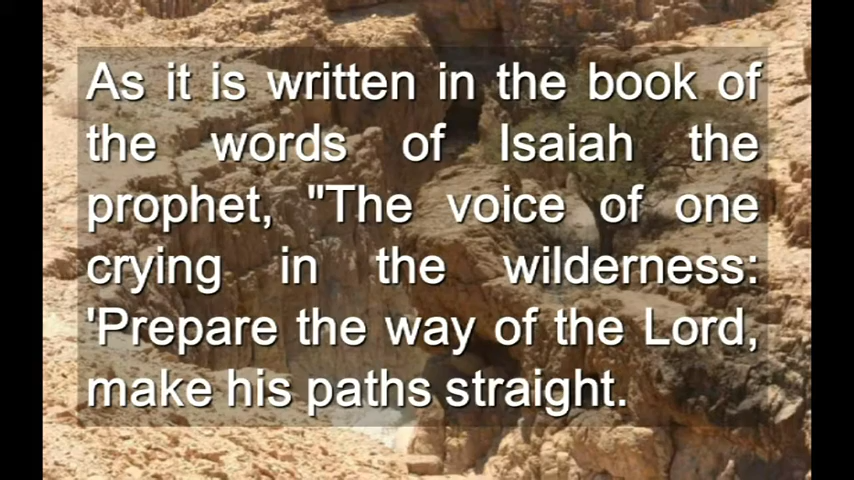 As it is written in the book of
the words of Isaiah the
prophet, "The voice of one
crying in the wilderness:
'Prepare the way of the Lord,
make his paths straight.